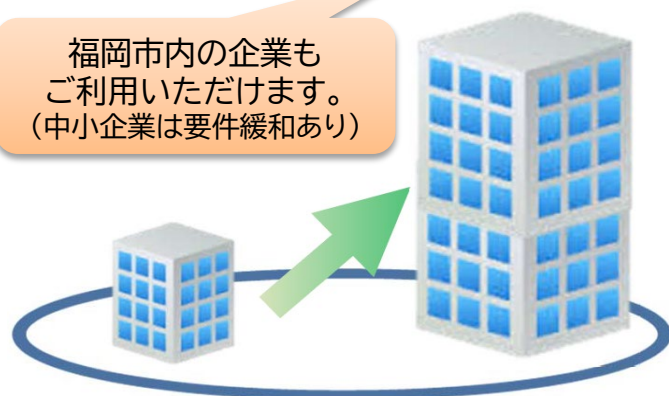 福岡市内の企業も
ご利用いただけます。
（中小企業は要件緩和あり）